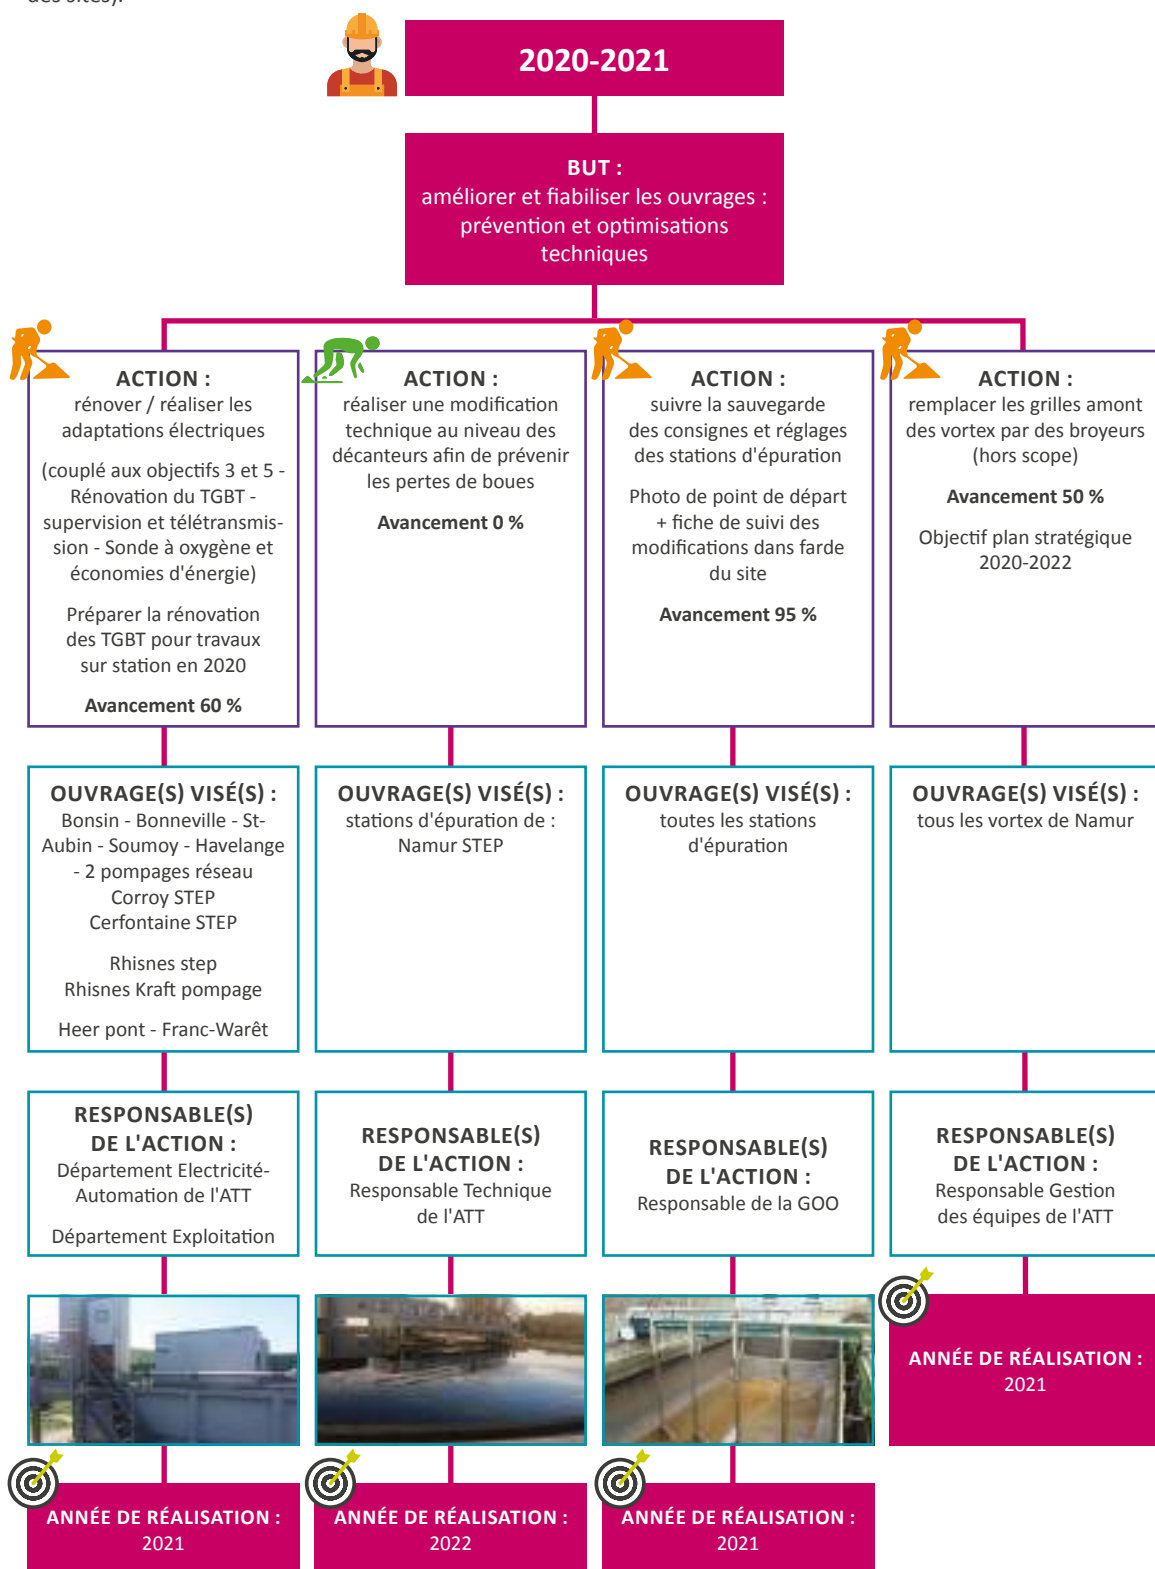 des sites).
2020-2021
BUT :
améliorer et fiabiliser les ouvrages :
prévention et optimisations
techniques
ACTION :
rénover / réaliser les
adaptations électriques
(couplé aux objectifs 3 et 5 -
Rénovation du TGBT -
supervision et télétransmis-
sion - Sonde à oxygène et
économies d'énergie)
Préparer la rénovation
des TGBT pour travaux
sur station en 2020
Avancement 60 %
OUVRAGE(S) VISÉ(S) :
Bonsin - Bonneville - St-
Aubin - Soumoy - Havelange
- 2 pompages réseau
Corroy STEP
Cerfontaine STEP
Rhisnes step
Rhisnes Kraft pompage
Heer pont - Franc-Warêt
RESPONSABLE(S)
DE L'ACTION :
Département Electricité-
Automation de l'ATT
Département Exploitation
ANNÉE DE RÉALISATION :
2021
ACTION :
réaliser une modification
technique au niveau des
décanteurs afin de prévenir
les pertes de boues
Avancement 0 %
OUVRAGE(S) VISÉ(S) :
stations d'épuration de :
Namur STEP
RESPONSABLE(S)
DE L'ACTION :
Responsable Technique
de l'ATT
ANNÉE DE RÉALISATION :
2022
ACTION :
suivre la sauvegarde
des consignes et réglages
des stations d'épuration
Photo de point de départ
+ fiche de suivi des
modifications dans farde
du site
Avancement 95 %
OUVRAGE(S) VISÉ(S) :
toutes les stations
d'épuration
RESPONSABLE(S)
DE L'ACTION :
Responsable de la GOO
ANNÉE DE RÉALISATION :
2021
ACTION :
remplacer les grilles amont
des vortex par des broyeurs
(hors scope)
Avancement 50 %
Objectif plan stratégique
2020-2022
OUVRAGE(S) VISÉ(S) :
tous les vortex de Namur
RESPONSABLE(S)
DE L'ACTION :
Responsable Gestion
des équipes de l'ATT
ANNÉE DE RÉALISATION :
2021